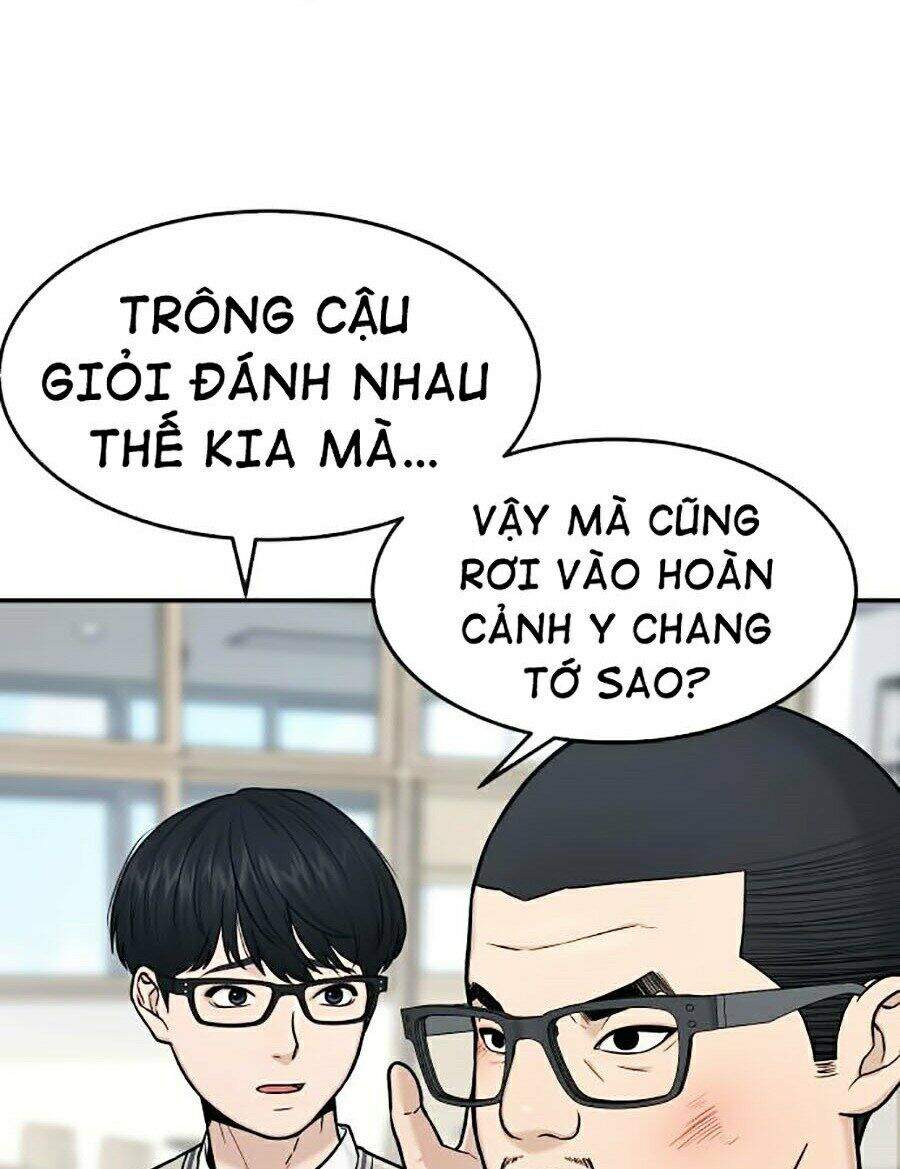 TRÔNG CẬU
GIỎI ĐÁNH NHAU
THẾ KIA MÀ...
VẬY MÀ CŨNG
RƠI VÀO HOÀN
CẢNH Y CHANG
TỚ SAO?